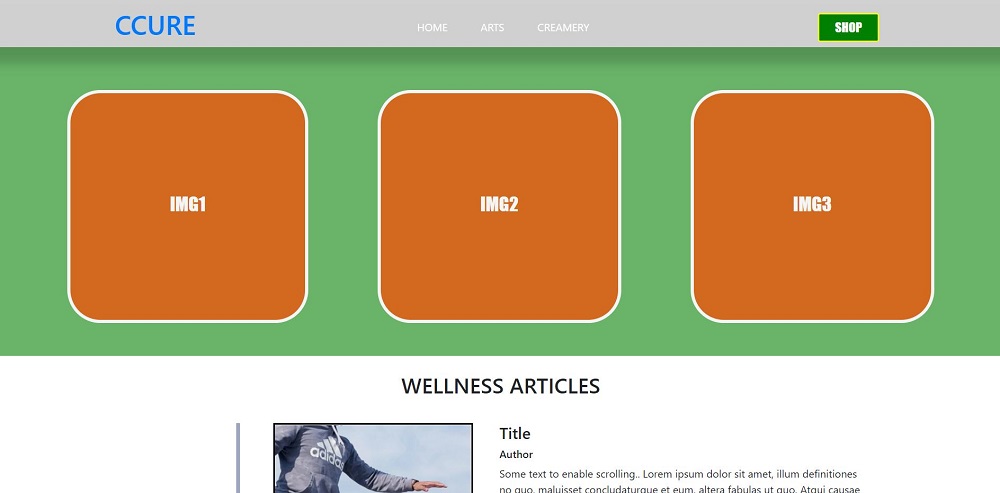 CCURE
HOME ARTS CREAMERY
SHOP
IMG1 IMG2 IMG3
WELLNESS ARTICLES
adidas
Title
Author
Some text to enable scrolling.. Lorem ipsum dolor sit amet, illum definitiones
no quo, maluisset concludaturque et eum, altera fabulas ut quo. Atqui causae